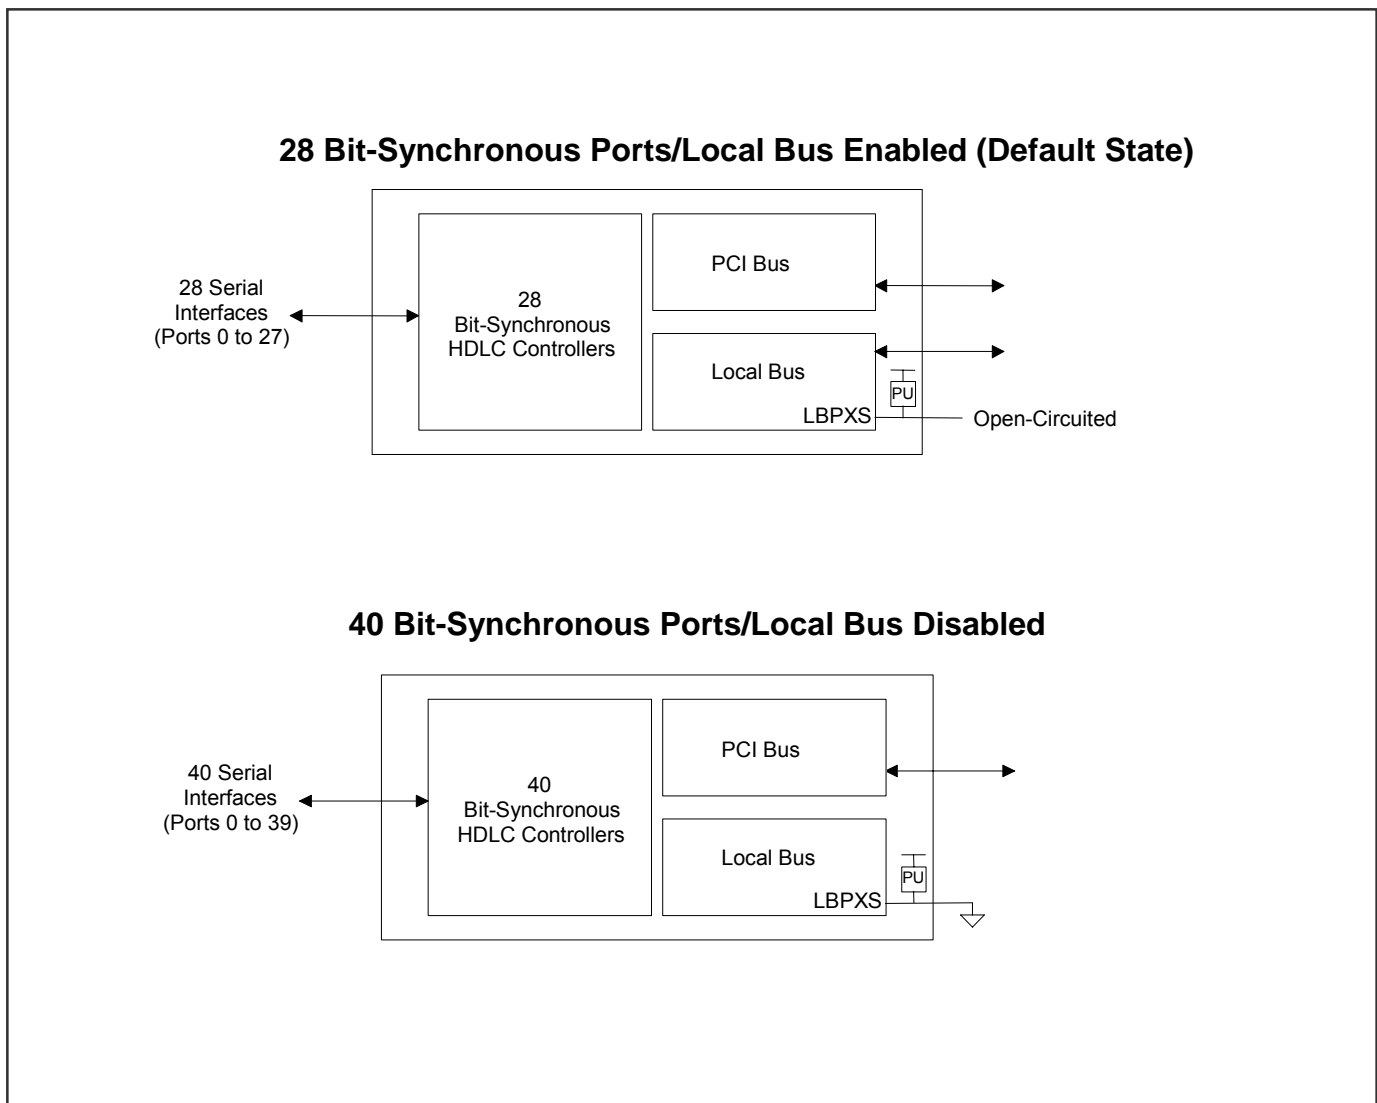 28 Bit-Synchronous Ports/Local Bus Enabled (Default State)
28 Serial
Interfaces
(Ports 0 to 27)
28
Bit-Synchronous
HDLC Controllers
PCI Bus
Local Bus
LBPXS
PU
Open-Circuited
40 Bit-Synchronous Ports/Local Bus Disabled
40 Serial
Interfaces
(Ports 0 to 39)
40
Bit-Synchronous
HDLC Controllers
PCI Bus
Local Bus
LBPXS
PU